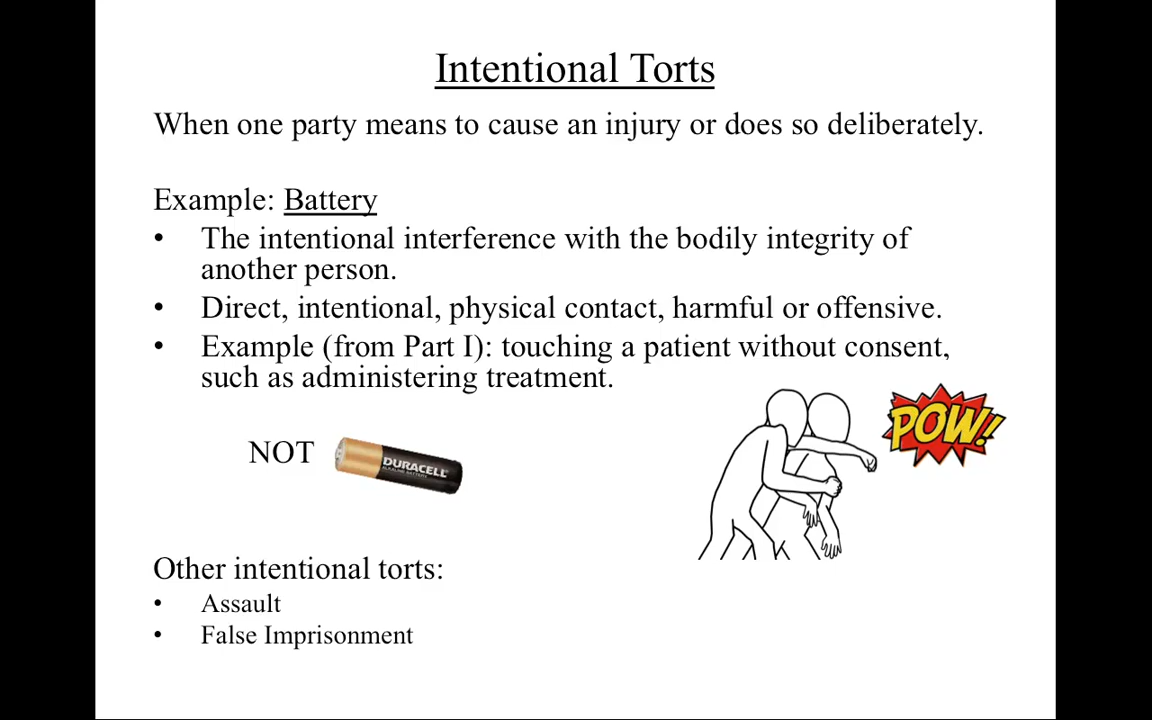 Intentional Torts
When one party means to cause an injury or does so deliberately.
Example: Battery
• The intentional interference with the bodily integrity of
another person.
• Direct, intentional, physical contact, harmful or offensive.
• Example (from Part I): touching a patient without consent,
such as administering treatment.
POW!
NOT
DURACELL
ALKALINE BATTERY
Other intentional torts:
• Assault
• False Imprisonment